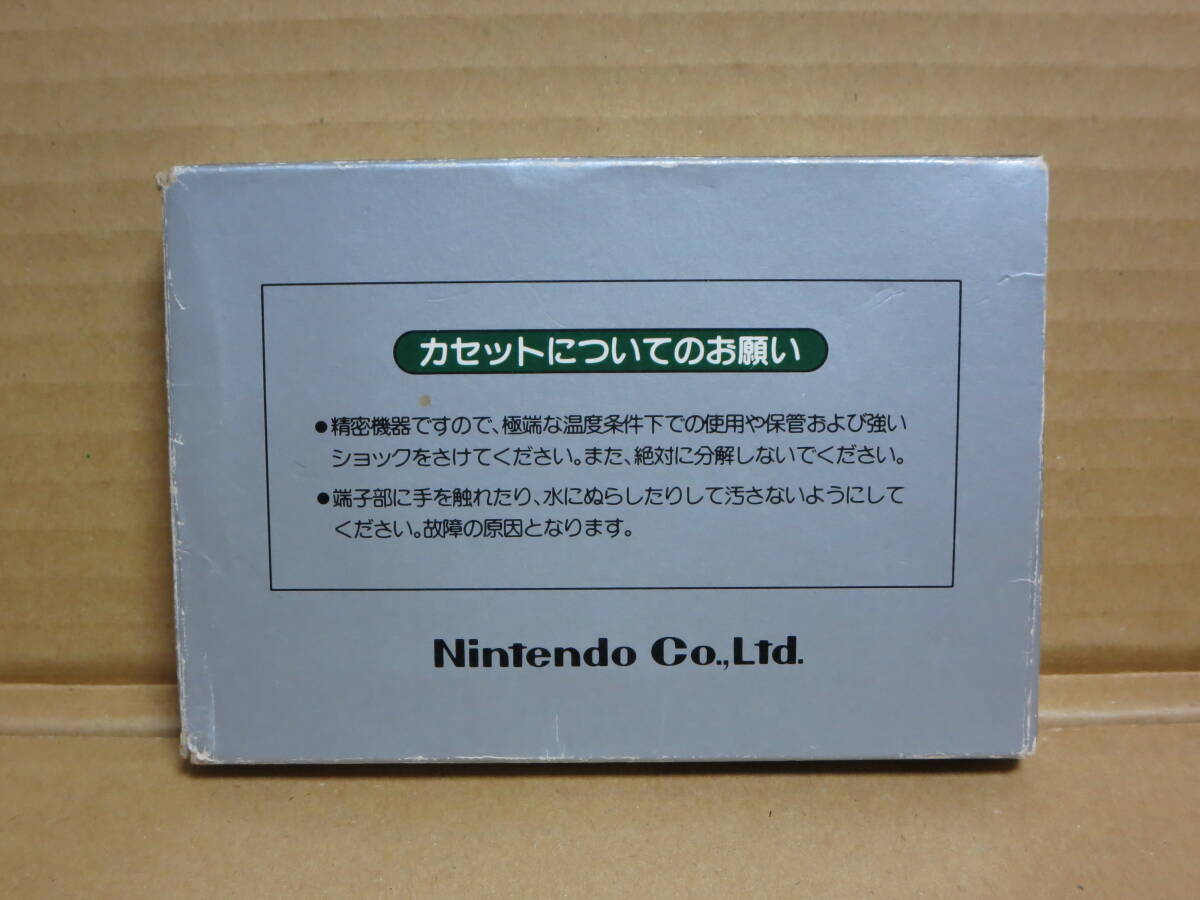 カセットについてのお願い
●精密機器ですので、極端な温度条件下での使用や保管および強い
ショックをさけてください。また、絶対に分解しないでください。
●端子部に手を触れたり、水にぬらしたりして汚さないようにして
ください。故障の原因となります。
Nintendo Co.,Ltd.